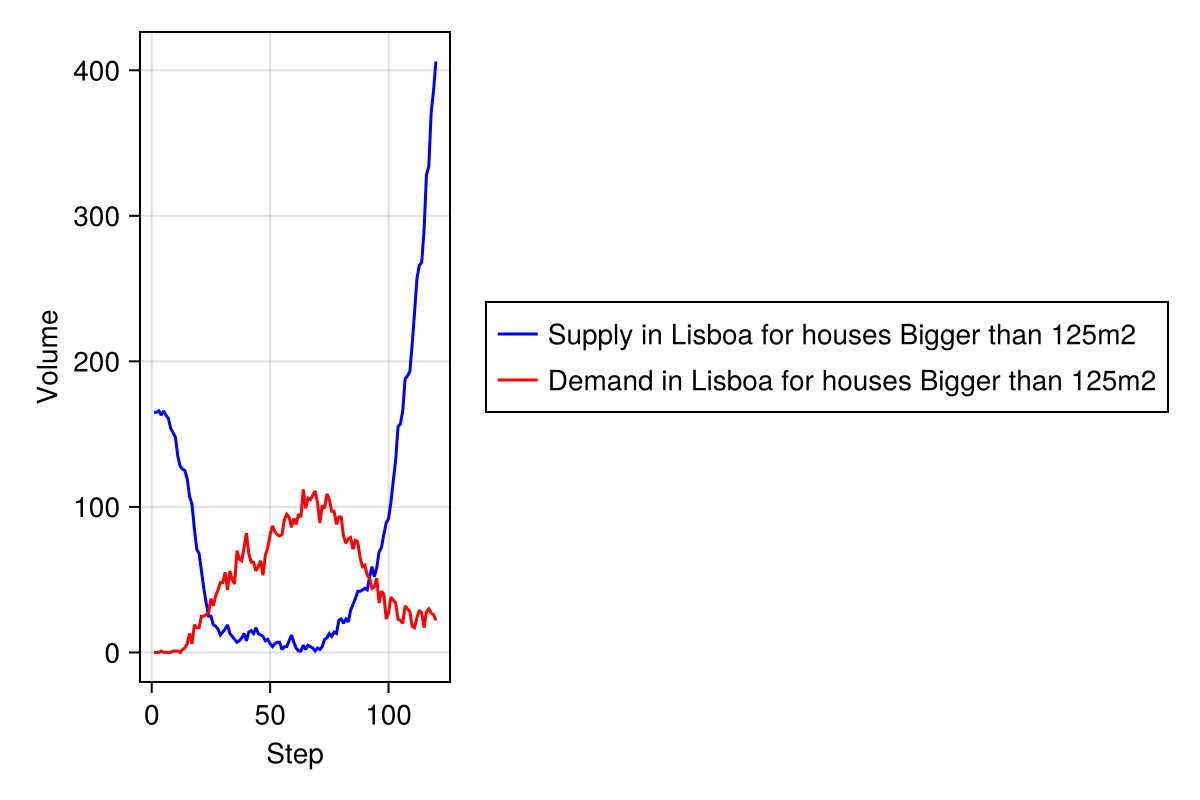 400
300
200
100
0
Volume
0 50 100
Step
Supply in Lisboa for houses Bigger than 125m2
Demand in Lisboa for houses Bigger than 125m2